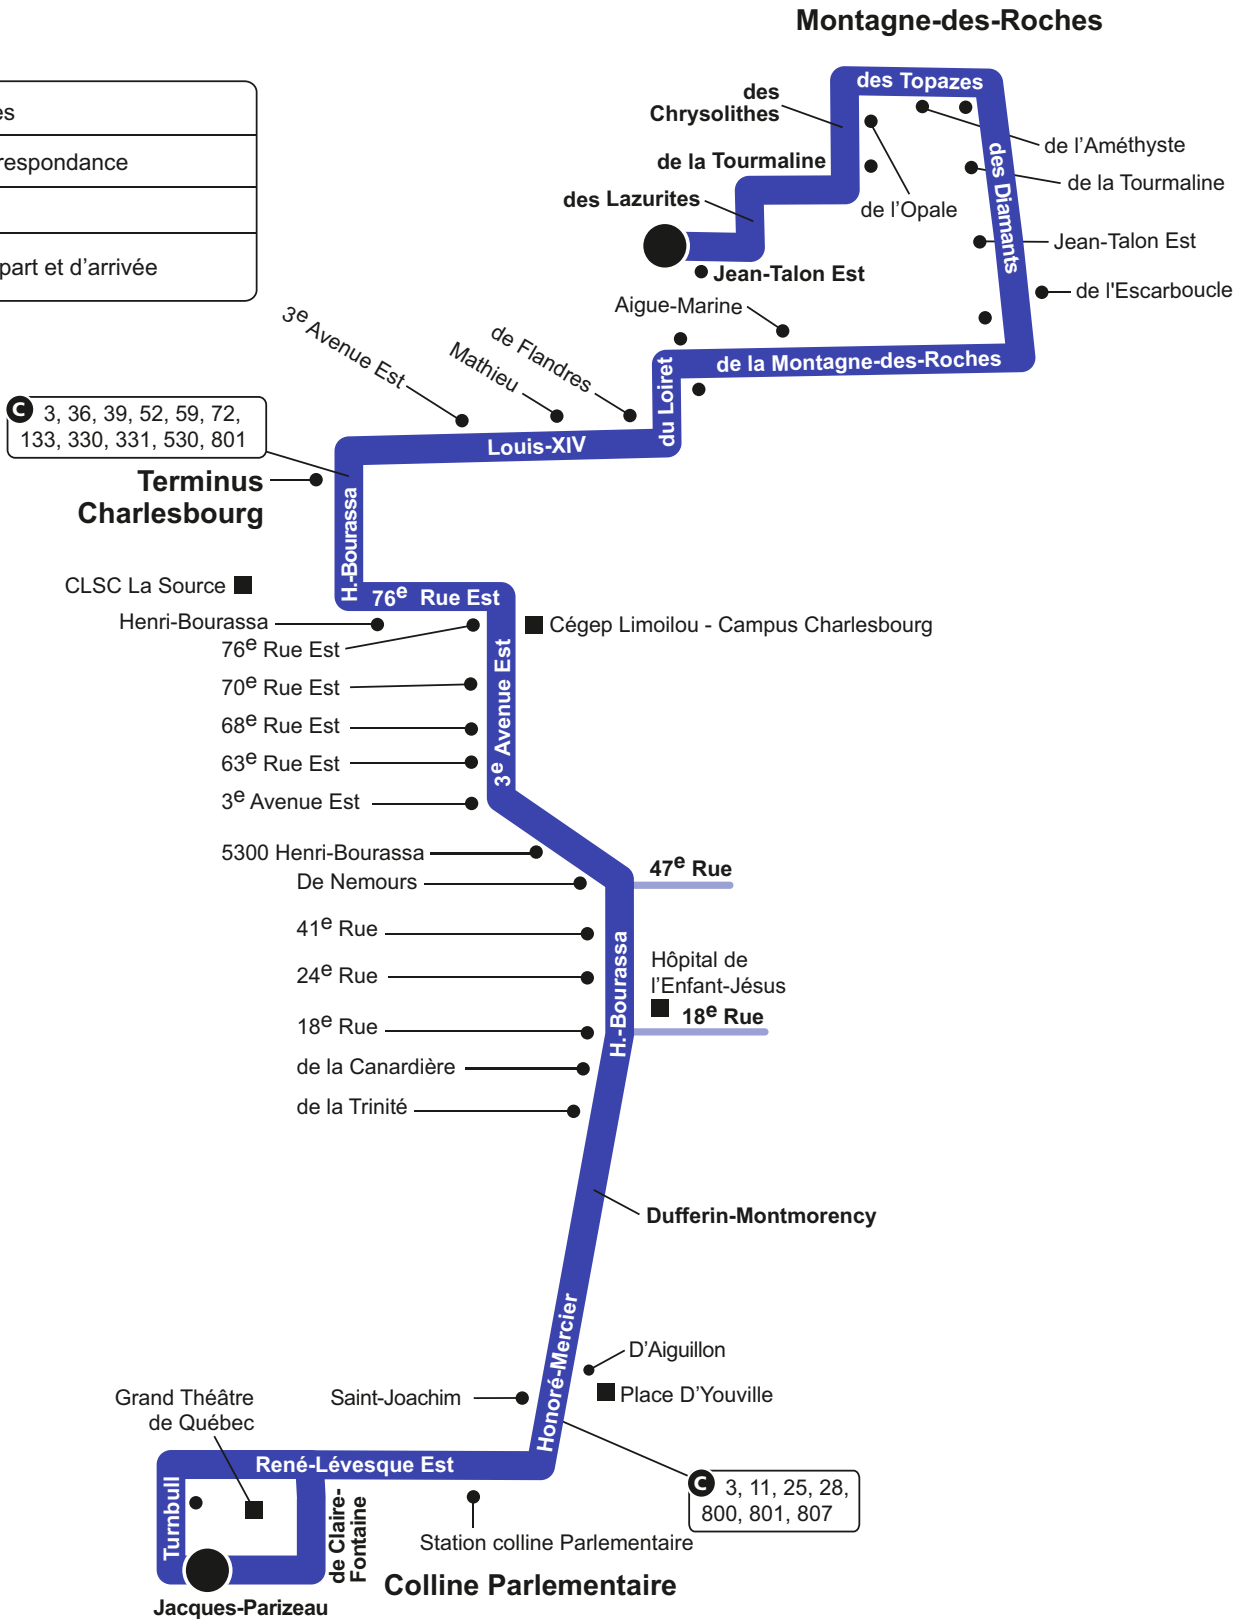 Montagne-des-Roches
des Topazes
des
Chrysolithes
de l'Améthyste
de la Tourmaline
des Diamants
de la Tourmaline
des Lazurites
de l'Opale
Jean-Talon Est
Jean-Talon Est
de l'Escarboucle
respondance
part et d'arrivée
Aigue-Marine
3e Avenue Est
Mathieu
de Flandres
du Loiret
de la Montagne-des-Roches
C 3, 36, 39, 52, 59, 72,
133, 330, 331, 530, 801
Louis-XIV
Terminus
Charlesbourg
H.-Bourassa
CLSC La Source
76e Rue Est
Henri-Bourassa
Cégep Limoilou - Campus Charlesbourg
76e Rue Est
3e Avenue Est
70e Rue Est
68e Rue Est
63e Rue Est
3e Avenue Est
5300 Henri-Bourassa
47e Rue
De Nemours
41e Rue
H.-Bourassa
Hôpital de
l'Enfant-Jésus
24e Rue
18e Rue
18e Rue
de la Canardière
de la Trinité
Dufferin-Montmorency
Honoré-Mercier
D'Aiguillon
Place D'Youville
Saint-Joachim
Grand Théâtre
de Québec
René-Lévesque Est
C 3, 11, 25, 28,
800, 801, 807
Turnbull
de Claire-
Fontaine
Station colline Parlementaire
Colline Parlementaire
Jacques-Parizeau